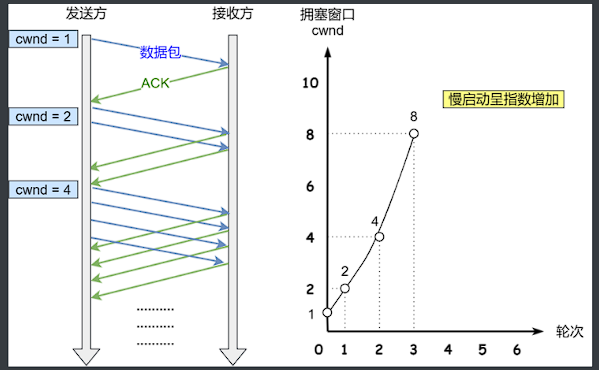 发送方
接收方
cwnd = 1
数据包
ACK
cwnd = 2
cwnd = 4
..........
..........
..........
拥塞窗口
cwnd
慢启动呈指数增加
10
8
8
6
4
4
2
2
1
0 1 2 3 4 5 6
轮次